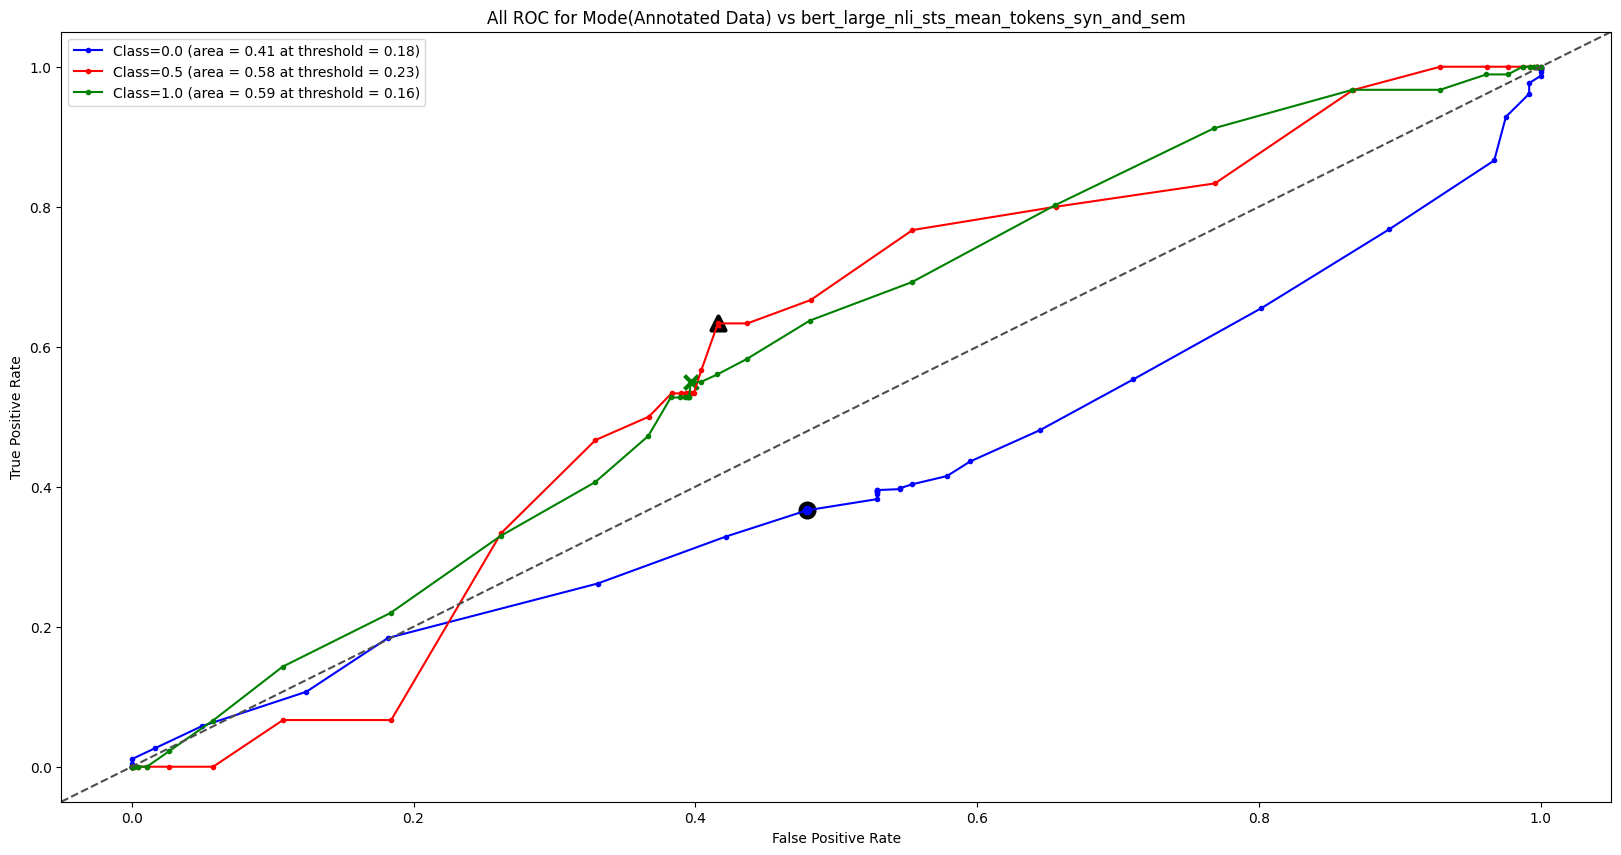 All ROC for Mode(Annotated Data) vs bert_large_nli_sts_mean_tokens_syn_and_sem
Class=0.0 (area = 0.41 at threshold = 0.18)
Class=0.5 (area = 0.58 at threshold = 0.23)
Class=1.0 (area = 0.59 at threshold = 0.16)
True Positive Rate
1.0
0.8
0.6
0.4
0.2
0.0
0.0 0.2 0.4 0.6 0.8 1.0
False Positive Rate